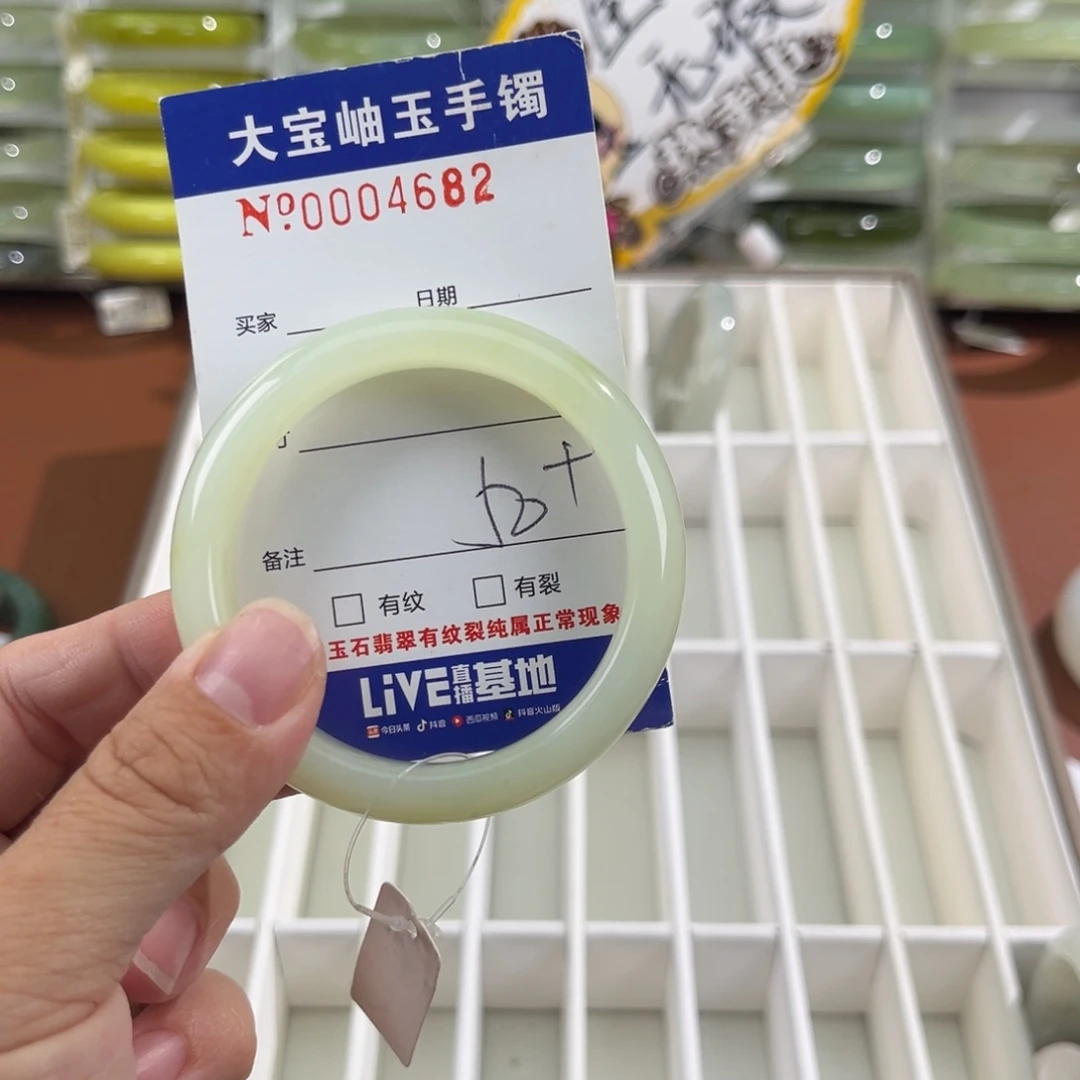 大宝岫玉手镯
Nº:0004682
日期
买家
备注
有纹 有裂
玉石翡翠有纹裂纯属正常现象
LiVE直播基地
今日头条 抖音 西瓜视频 抖音火山版